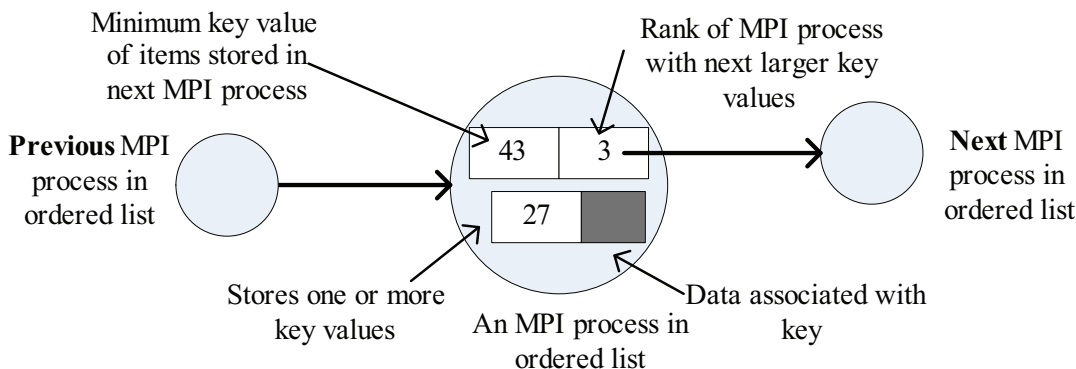 Minimum key value
of items stored in
next MPI process
Rank of MPI process
with next larger key
values
Previous MPI
process in
ordered list
43
3
27
Next MPI
process in
ordered list
Stores one or more
key values
An MPI process in
ordered list
Data associated with
key